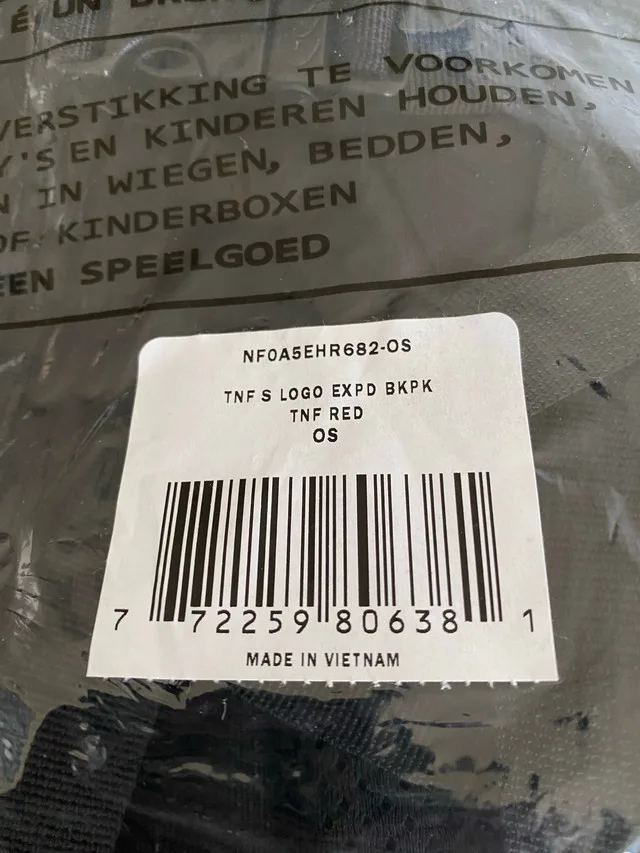 É UN
VERSTIKKING TE VOORKOMEN
Y'S EN KINDEREN HOUDEN,
N IN WIEGEN, BEDDEN,
OF KINDERBOXEN
EEN SPEELGOED
NF0A5EHR682-OS
TNF S LOGO EXPD BKPK
TNF RED
OS
7 72259 80638 1
MADE IN VIETNAM